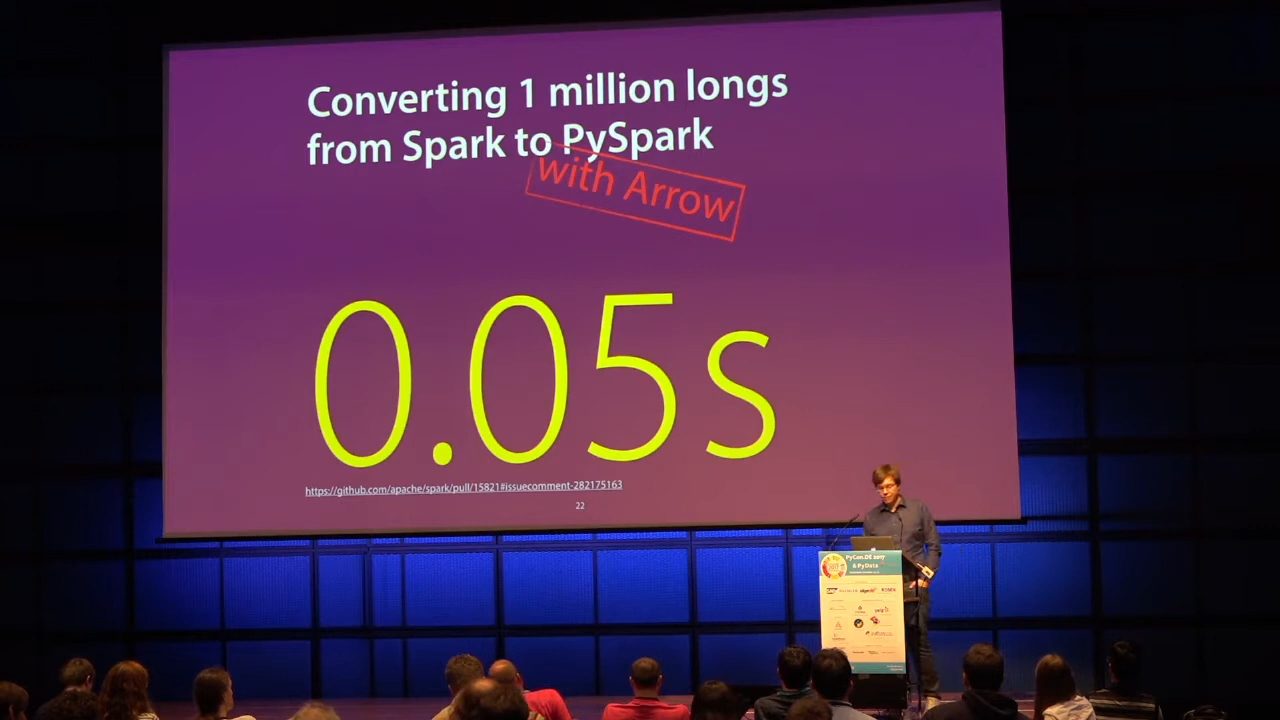 Converting 1 million longs
from Spark to PySpark
with Arrow
0.05s
https://github.com/apache/spark/pull/15821#issuecomment-282175163
22
PyCon.DE 2017
& PyData